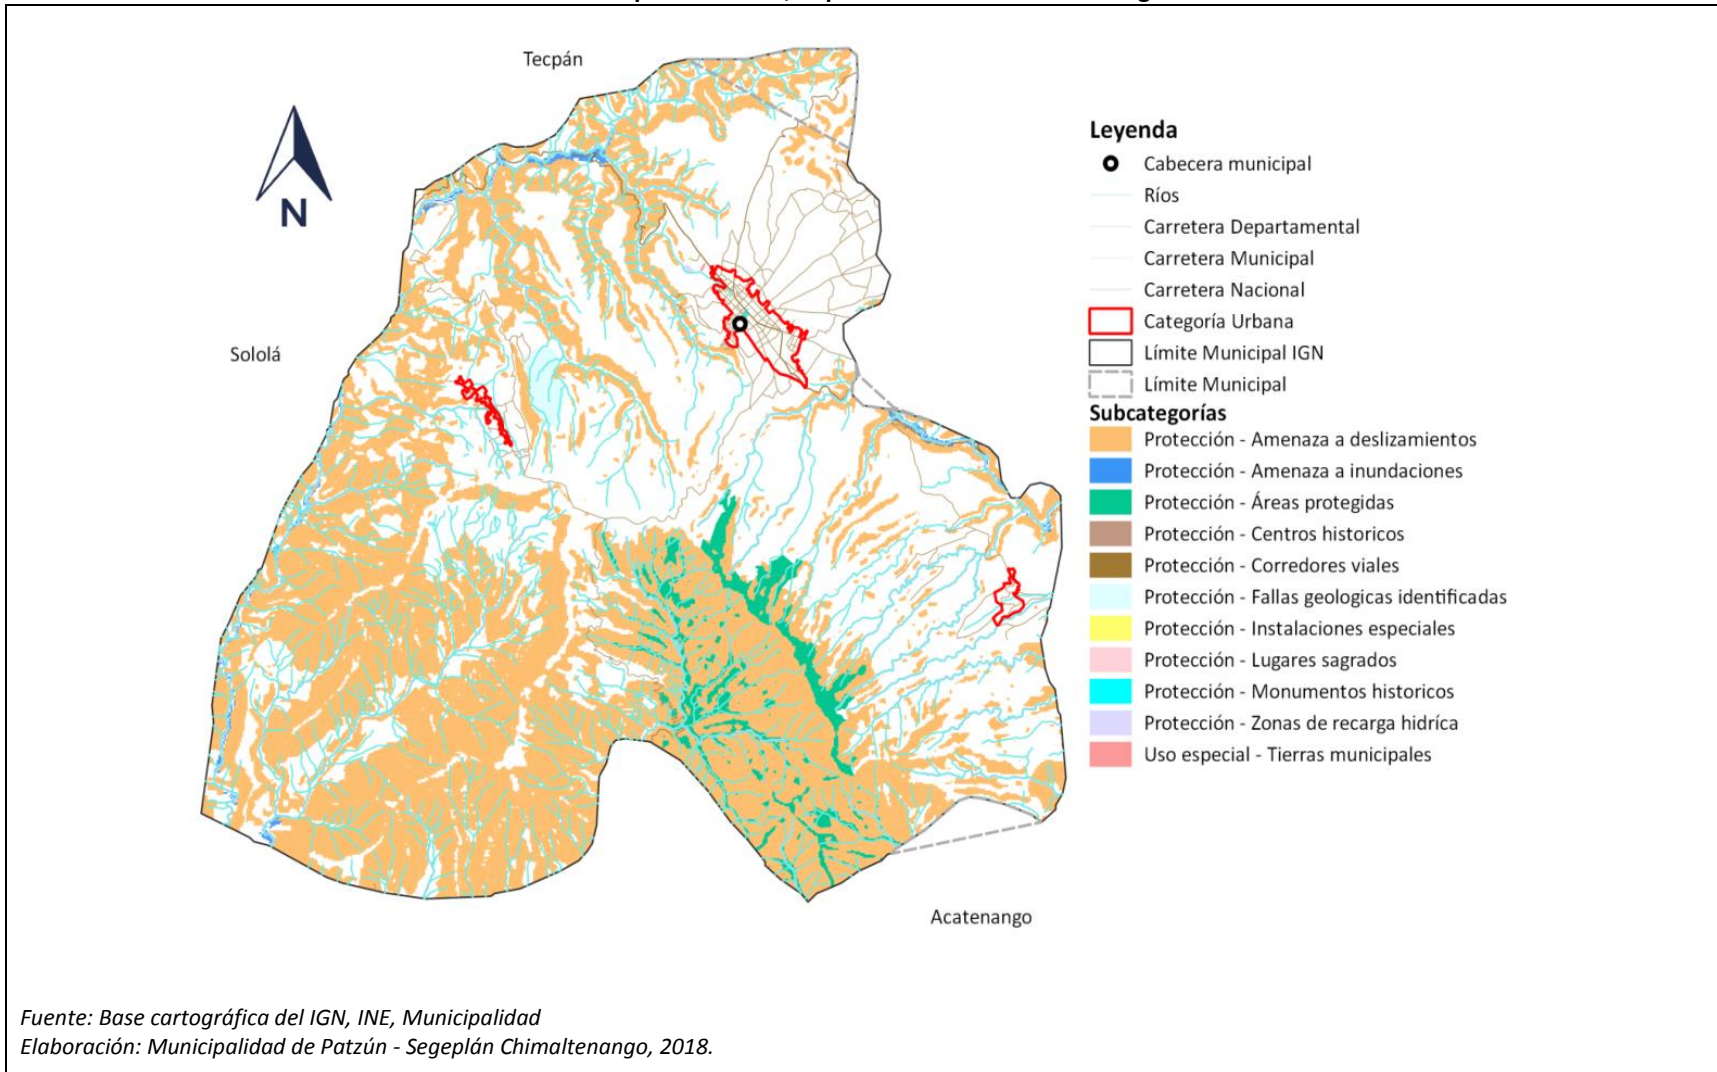 Tecpán
N
Sololá
Acatenango
Leyenda
Cabecera municipal
Ríos
Carretera Departamental
Carretera Municipal
Carretera Nacional
Categoría Urbana
Límite Municipal IGN
Límite Municipal
Subcategorías
Protección - Amenaza a deslizamientos
Protección - Amenaza a inundaciones
Protección - Áreas protegidas
Protección - Centros historicos
Protección - Corredores viales
Protección - Fallas geologicas identificadas
Protección - Instalaciones especiales
Protección - Lugares sagrados
Protección - Monumentos historicos
Protección - Zonas de recarga hidríca
Uso especial - Tierras municipales
Fuente: Base cartográfica del IGN, INE, Municipalidad
Elaboración: Municipalidad de Patzún - Segeplán Chimaltenango, 2018.